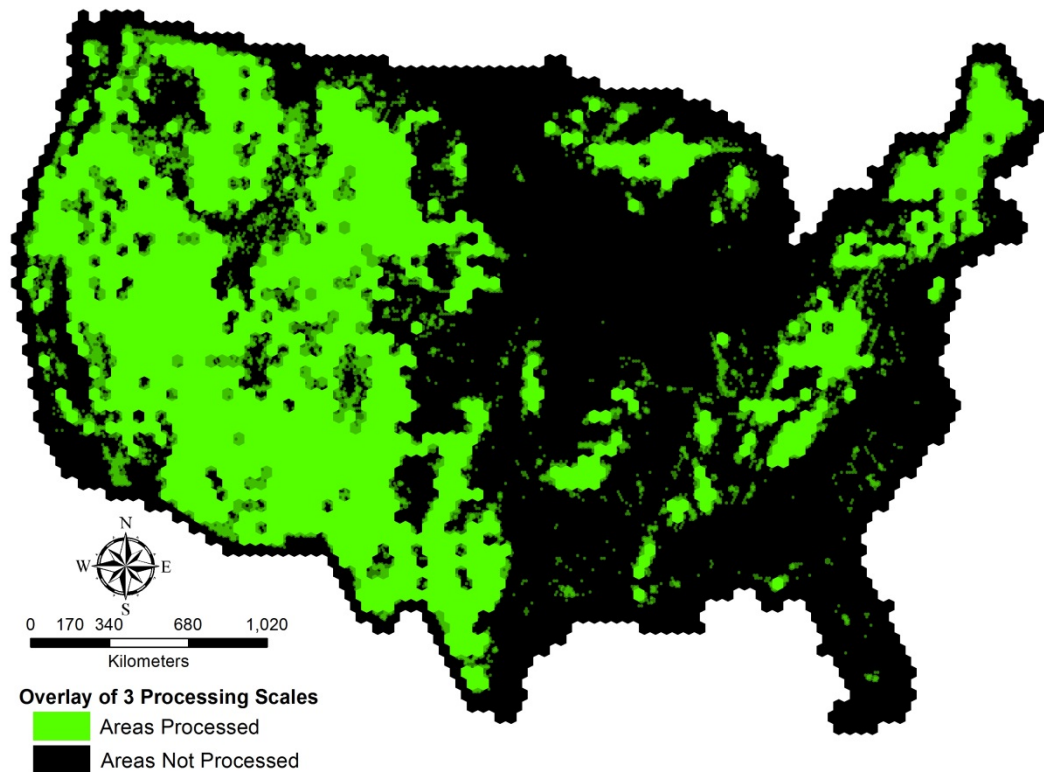 N
W E
S
0 170 340 680 1,020
Kilometers
Overlay of 3 Processing Scales
Areas Processed
Areas Not Processed